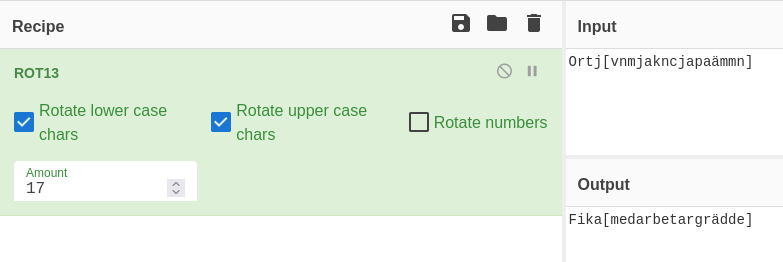 Recipe
ROT13
Rotate lower case
chars
Rotate upper case
chars
Rotate numbers
Amount
17
Input
Ortj[vnmjakncjapaämmn]
Output
Fika[medarbetargrädde]